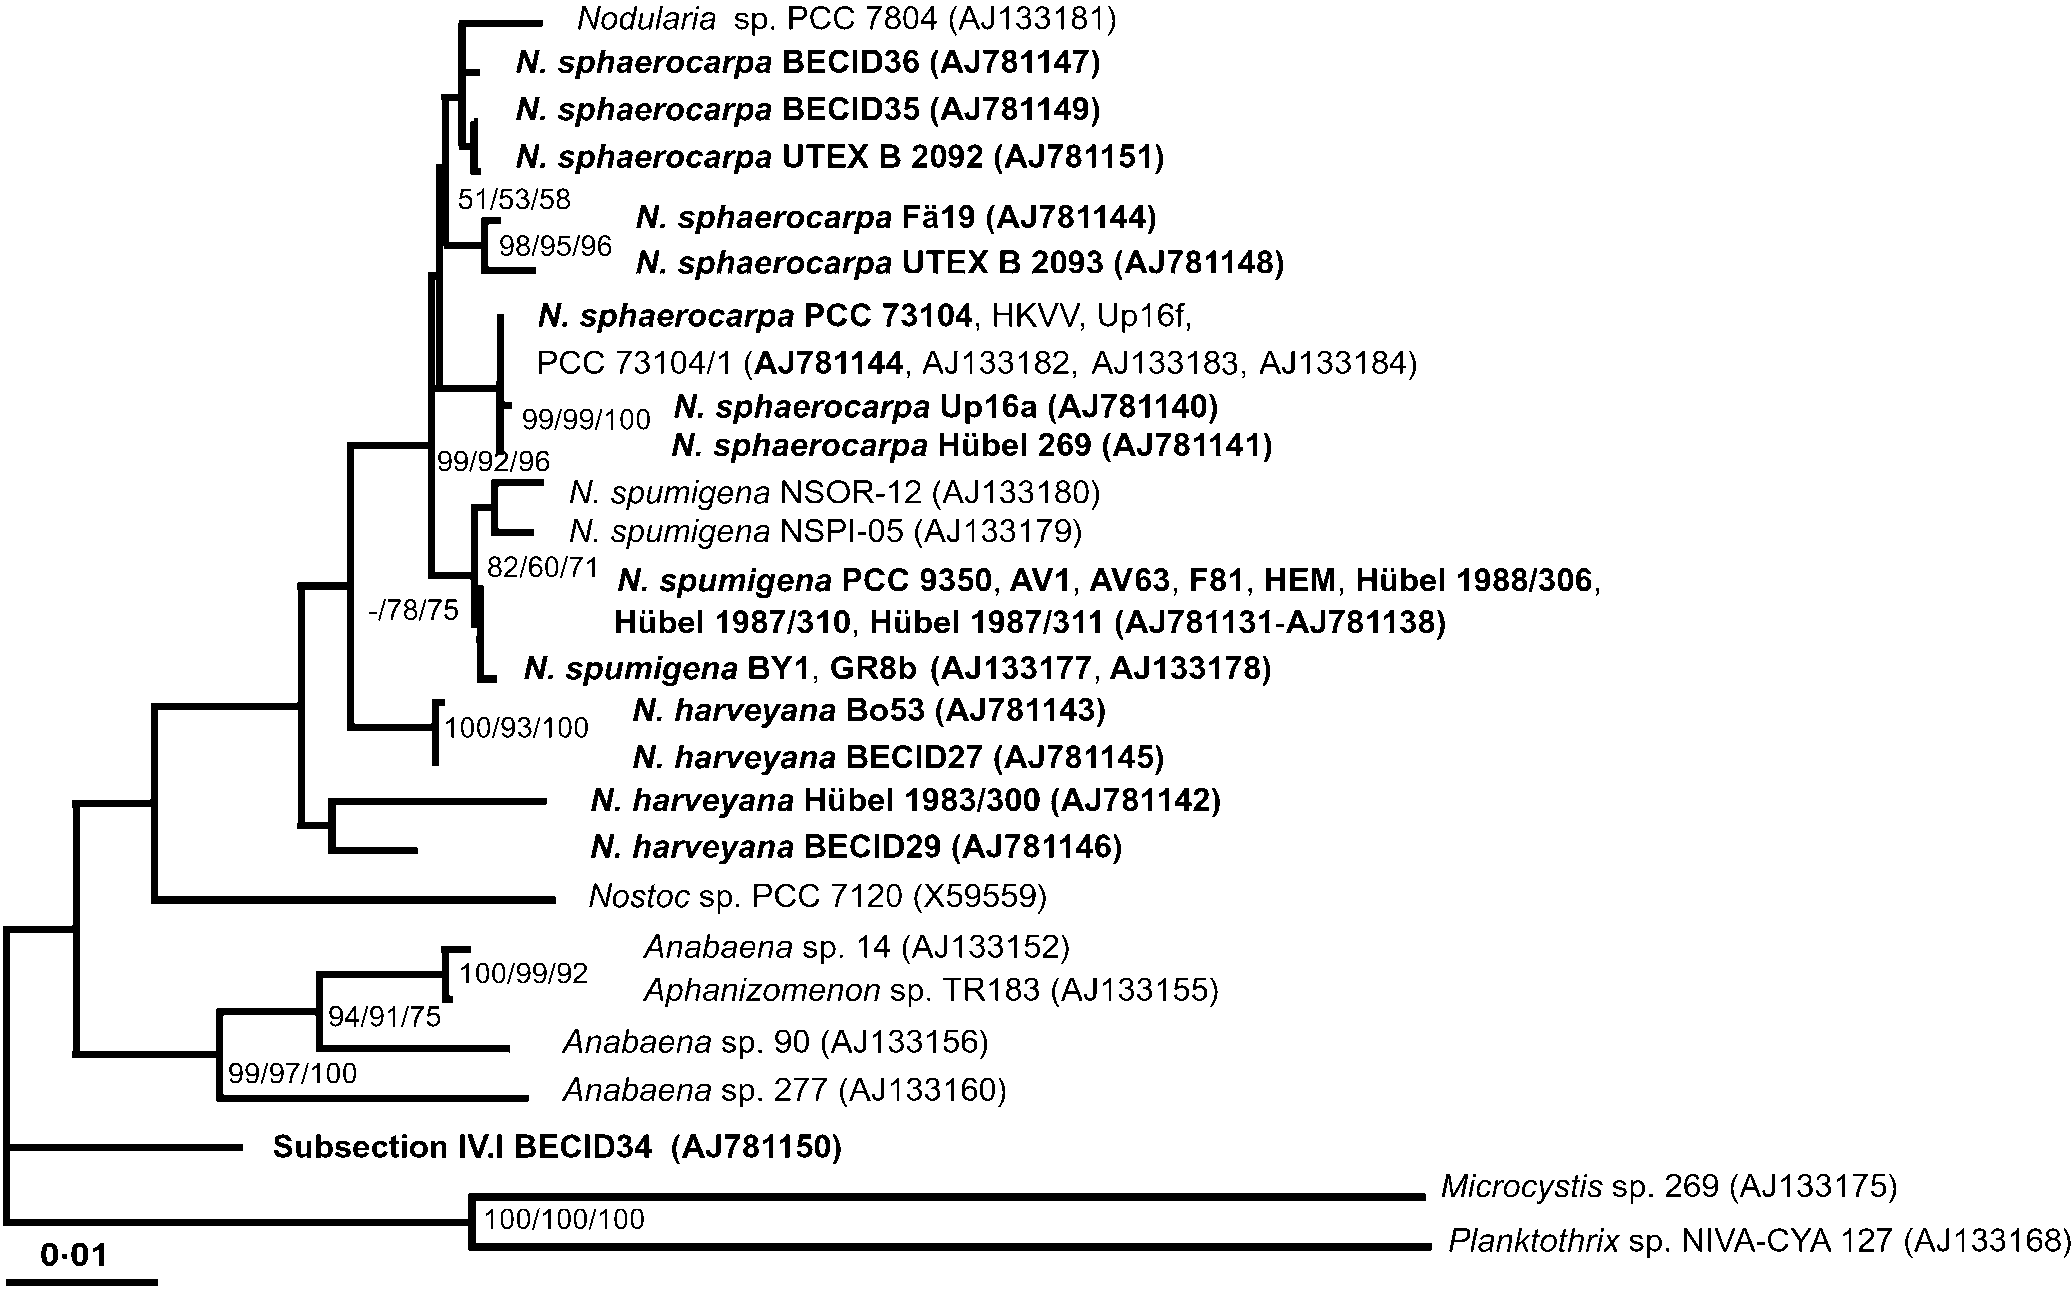 Nodularia sp. PCC 7804 (AJ133181)
N. sphaerocarpa BECID36 (AJ781147)
N. sphaerocarpa BECID35 (AJ781149)
N. sphaerocarpa UTEX B 2092 (AJ781151)
51/53/58
N. sphaerocarpa Fä19 (AJ781144)
98/95/96
N. sphaerocarpa UTEX B 2093 (AJ781148)
N. sphaerocarpa PCC 73104, HKVV, Up16f,
PCC 73104/1 (AJ781144, AJ133182, AJ133183, AJ133184)
99/99/100 N. sphaerocarpa Up16a (AJ781140)
N. sphaerocarpa Hübel 269 (AJ781141)
99/92/96
N. spumigena NSOR-12 (AJ133180)
N. spumigena NSPI-05 (AJ133179)
82/60/71
N. spumigena PCC 9350, AV1, AV63, F81, HEM, Hübel 1988/306,
-/78/75
Hübel 1987/310, Hübel 1987/311 (AJ781131-AJ781138)
N. spumigena BY1, GR8b (AJ133177, AJ133178)
N. harveyana Bo53 (AJ781143)
100/93/100
N. harveyana BECID27 (AJ781145)
N. harveyana Hübel 1983/300 (AJ781142)
N. harveyana BECID29 (AJ781146)
Nostoc sp. PCC 7120 (X59559)
Anabaena sp. 14 (AJ133152)
100/99/92
Aphanizomenon sp. TR183 (AJ133155)
94/91/75
Anabaena sp. 90 (AJ133156)
99/97/100
Anabaena sp. 277 (AJ133160)
Subsection IV.I BECID34 (AJ781150)
Microcystis sp. 269 (AJ133175)
100/100/100
Planktothrix sp. NIVA-CYA 127 (AJ133168)
0·01